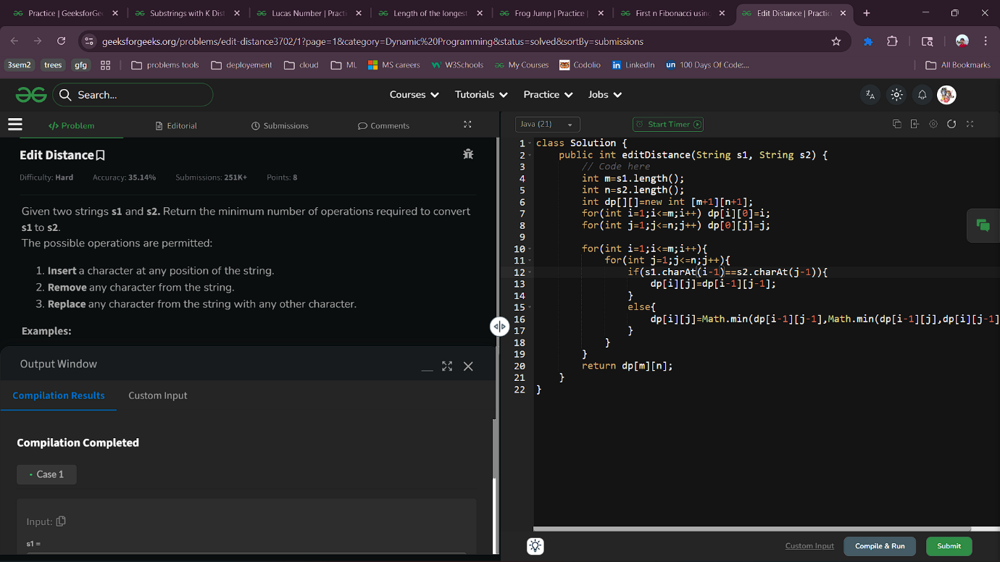 Practice | GeeksforGee
Substrings with K Dist
Lucas Number | Practi
Length of the longest
Frog Jump | Practice |
First n Fibonacci using
Edit Distance | Practic
geeksforgeeks.org/problems/edit-distance3702/1?page=1&category=Dynamic%20Programming&status=solved&sortBy=submissions
3sem2 trees gfg problems tools deployement cloud ML MS careers W3Schools My Courses Codolio LinkedIn 100 Days Of Code:... All Bookmarks
Search... Courses Tutorials Practice Jobs
</> Problem Editorial Submissions Comments
Java (21) Start Timer
Edit Distance
Difficulty: Hard Accuracy: 35.14% Submissions: 251K+ Points: 8
Given two strings s1 and s2. Return the minimum number of operations required to convert
s1 to s2.
The possible operations are permitted:
1. Insert a character at any position of the string.
2. Remove any character from the string.
3. Replace any character from the string with any other character.
Examples:
Output Window
Compilation Results Custom Input
Compilation Completed
Case 1
Input:
s1 =
1 class Solution {
2 public int editDistance(String s1, String s2) {
3 // Code here
4 int m=s1.length();
5 int n=s2.length();
6 int dp[][]=new int [m+1][n+1];
7 for(int i=1;i<=m;i++) dp[i][0]=i;
8 for(int j=1;j<=n;j++) dp[0][j]=j;
9
10 for(int i=1;i<=m;i++){
11 for(int j=1;j<=n;j++){
12 if(s1.charAt(i-1)==s2.charAt(j-1)){
13 dp[i][j]=dp[i-1][j-1];
14 }
15 else{
16 dp[i][j]=Math.min(dp[i-1][j-1],Math.min(dp[i-1][j],dp[i][j-1]
17 }
18 }
19 }
20 return dp[m][n];
21 }
22 }
Custom Input Compile & Run Submit